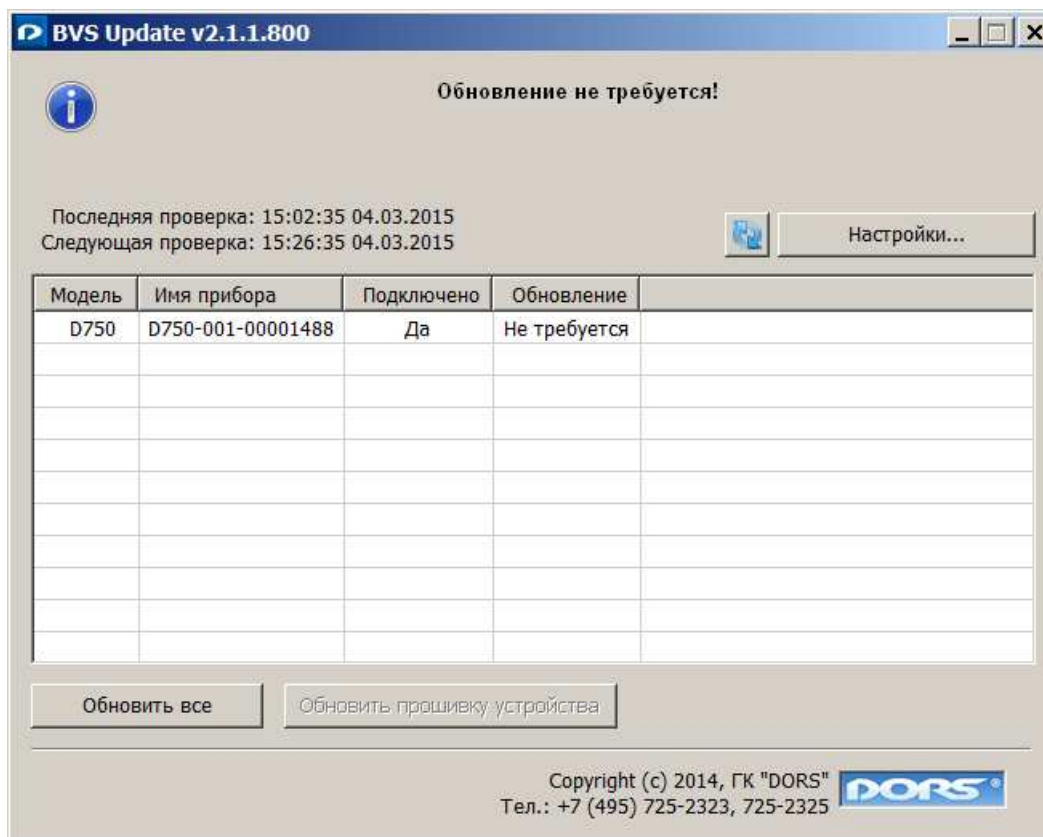 BVS Update v2.1.1.800
Обновление не требуется!
Последняя проверка: 15:02:35 04.03.2015
Следующая проверка: 15:26:35 04.03.2015
Настройки...
Модель Имя прибора Подключено Обновление
D750 D750-001-00001488 Да Не требуется
Обновить все Обновить прошивку устройства
Copyright (c) 2014, ГК "DORS"
Тел.: +7 (495) 725-2323, 725-2325
DORS®